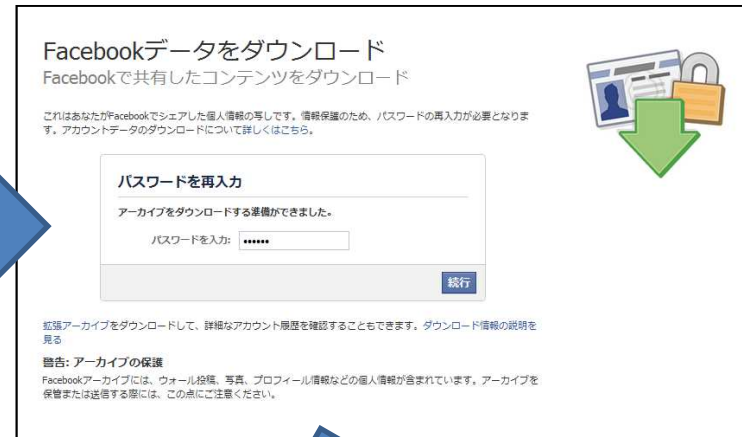 Facebookデータをダウンロード
Facebookで共有したコンテンツをダウンロード
これはあなたがFacebookでシェアした個人情報の写しです。情報保護のため、パスワードの再入力が必要となりま
す。アカウントデータのダウンロードについて詳しくはこちら。
パスワードを再入力
アーカイブをダウンロードする準備ができました。
パスワードを入力: ••••••
続行
拡張アーカイブをダウンロードして、詳細なアカウント履歴を確認することもできます。ダウンロード情報の説明を
見る
警告: アーカイブの保護
Facebookアーカイブには、ウォール投稿、写真、プロフィール情報などの個人情報が含まれています。アーカイブを
保管または送信する際には、この点にご注意ください。